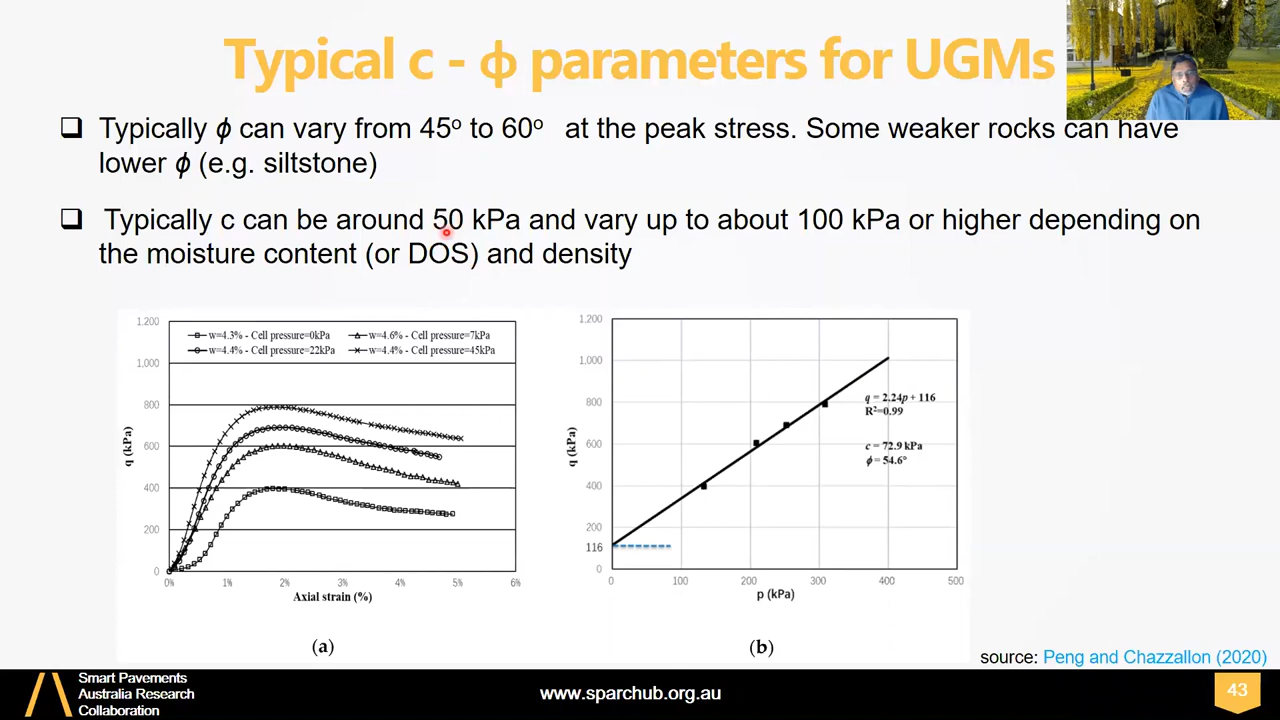 Typical c - ϕ parameters for UGMs
❑ Typically ϕ can vary from 45º to 60º at the peak stress. Some weaker rocks can have
lower ϕ (e.g. siltstone)
❑ Typically c can be around 50 kPa and vary up to about 100 kPa or higher depending on
the moisture content (or DOS) and density
1.200
1,000
800
600
400
200
0
q (kPa)
w=4.3% - Cell pressure=0kPa
w=4.6% - Cell pressure=7kPa
w=4.4% - Cell pressure=22kPa
w=4.4% - Cell pressure=45kPa
0% 1% 2% 3% 4% 5% 6%
Axial strain (%)
(a)
1,200
1,000
800
600
400
200
116
0
q (kPa)
q = 2.24p + 116
R²=0.99
c = 72.9 kPa
ϕ = 54.6°
0 100 200 300 400 500
p (kPa)
(b)
source: Peng and Chazzallon (2020)
Smart Pavements
Australia Research
Collaboration
www.sparchub.org.au
43